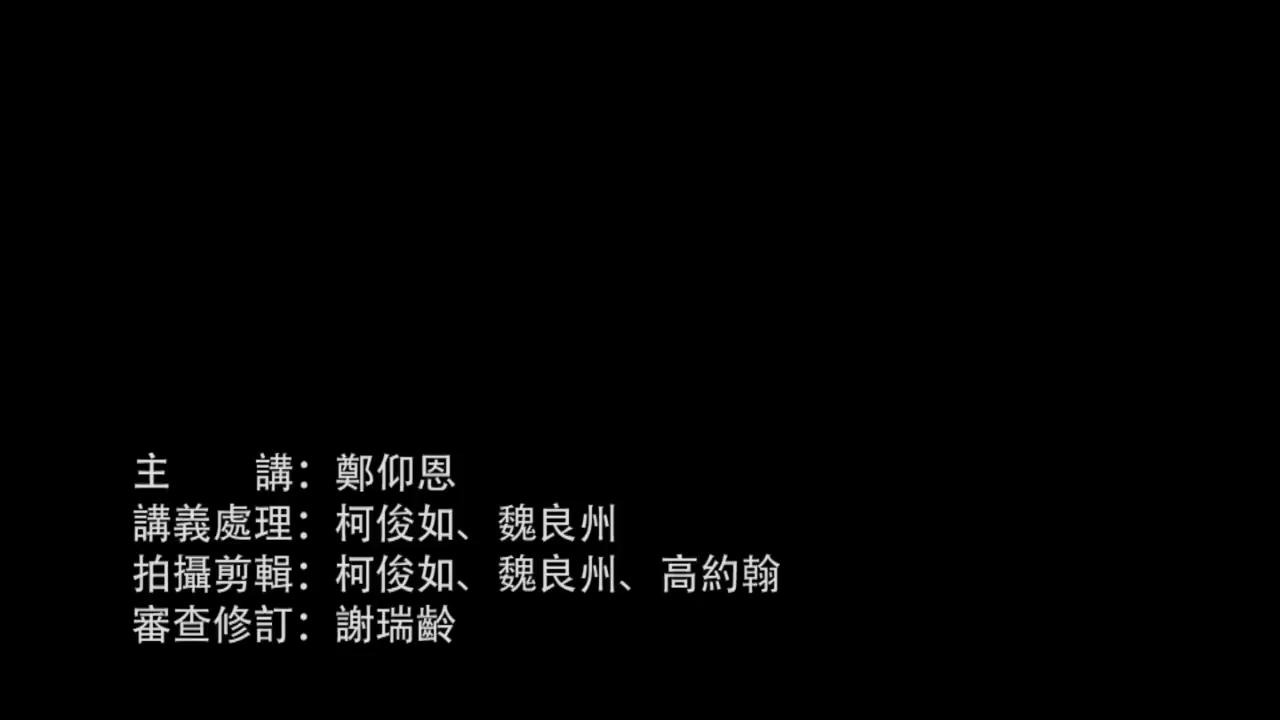 主　　講：鄭仰恩
講義處理：柯俊如、魏良州
拍攝剪輯：柯俊如、魏良州、高約翰
審查修訂：謝瑞齡